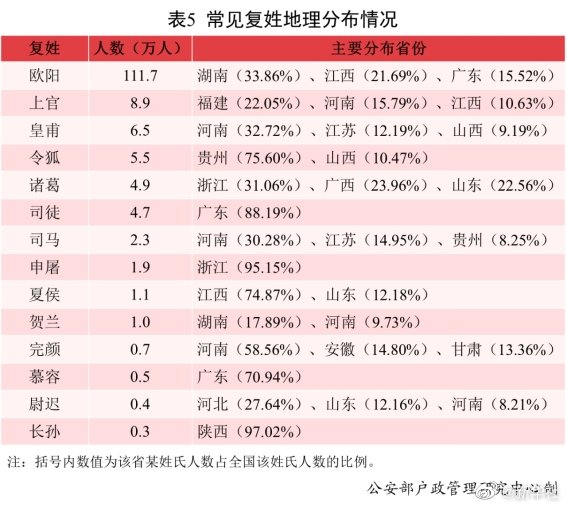 表5 常见复姓地理分布情况
复姓 人数（万人） 主要分布省份
欧阳 111.7 湖南（33.86%）、江西（21.69%）、广东（15.52%）
上官 8.9 福建（22.05%）、河南（15.79%）、江西（10.63%）
皇甫 6.5 河南（32.72%）、江苏（12.19%）、山西（9.19%）
令狐 5.5 贵州（75.60%）、山西（10.47%）
诸葛 4.9 浙江（31.06%）、广西（23.96%）、山东（22.56%）
司徒 4.7 广东（88.19%）
司马 2.3 河南（30.28%）、江苏（14.95%）、贵州（8.25%）
申屠 1.9 浙江（95.15%）
夏侯 1.1 江西（74.87%）、山东（12.18%）
贺兰 1.0 湖南（17.89%）、河南（9.73%）
完颜 0.7 河南（58.56%）、安徽（14.80%）、甘肃（13.36%）
慕容 0.5 广东（70.94%）
尉迟 0.4 河北（27.64%）、山东（12.16%）、河南（8.21%）
长孙 0.3 陕西（97.02%）
注：括号内数值为该省某姓氏人数占全国该姓氏人数的比例。
公安部户政管理研究中心制